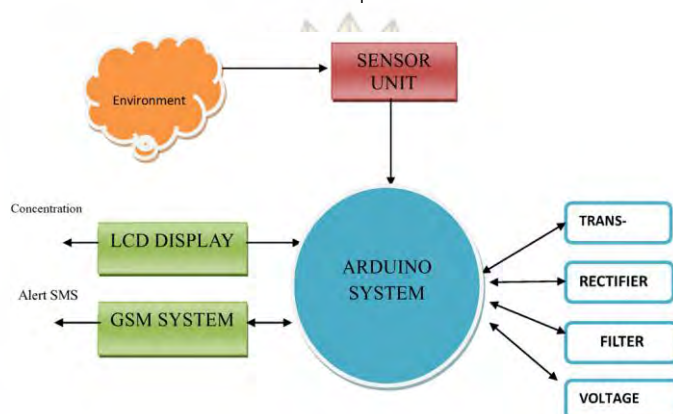 SENSOR
UNIT
Environment
Concentration
LCD DISPLAY
Alert SMS
GSM SYSTEM
ARDUINO
SYSTEM
TRANS-
RECTIFIER
FILTER
VOLTAGE